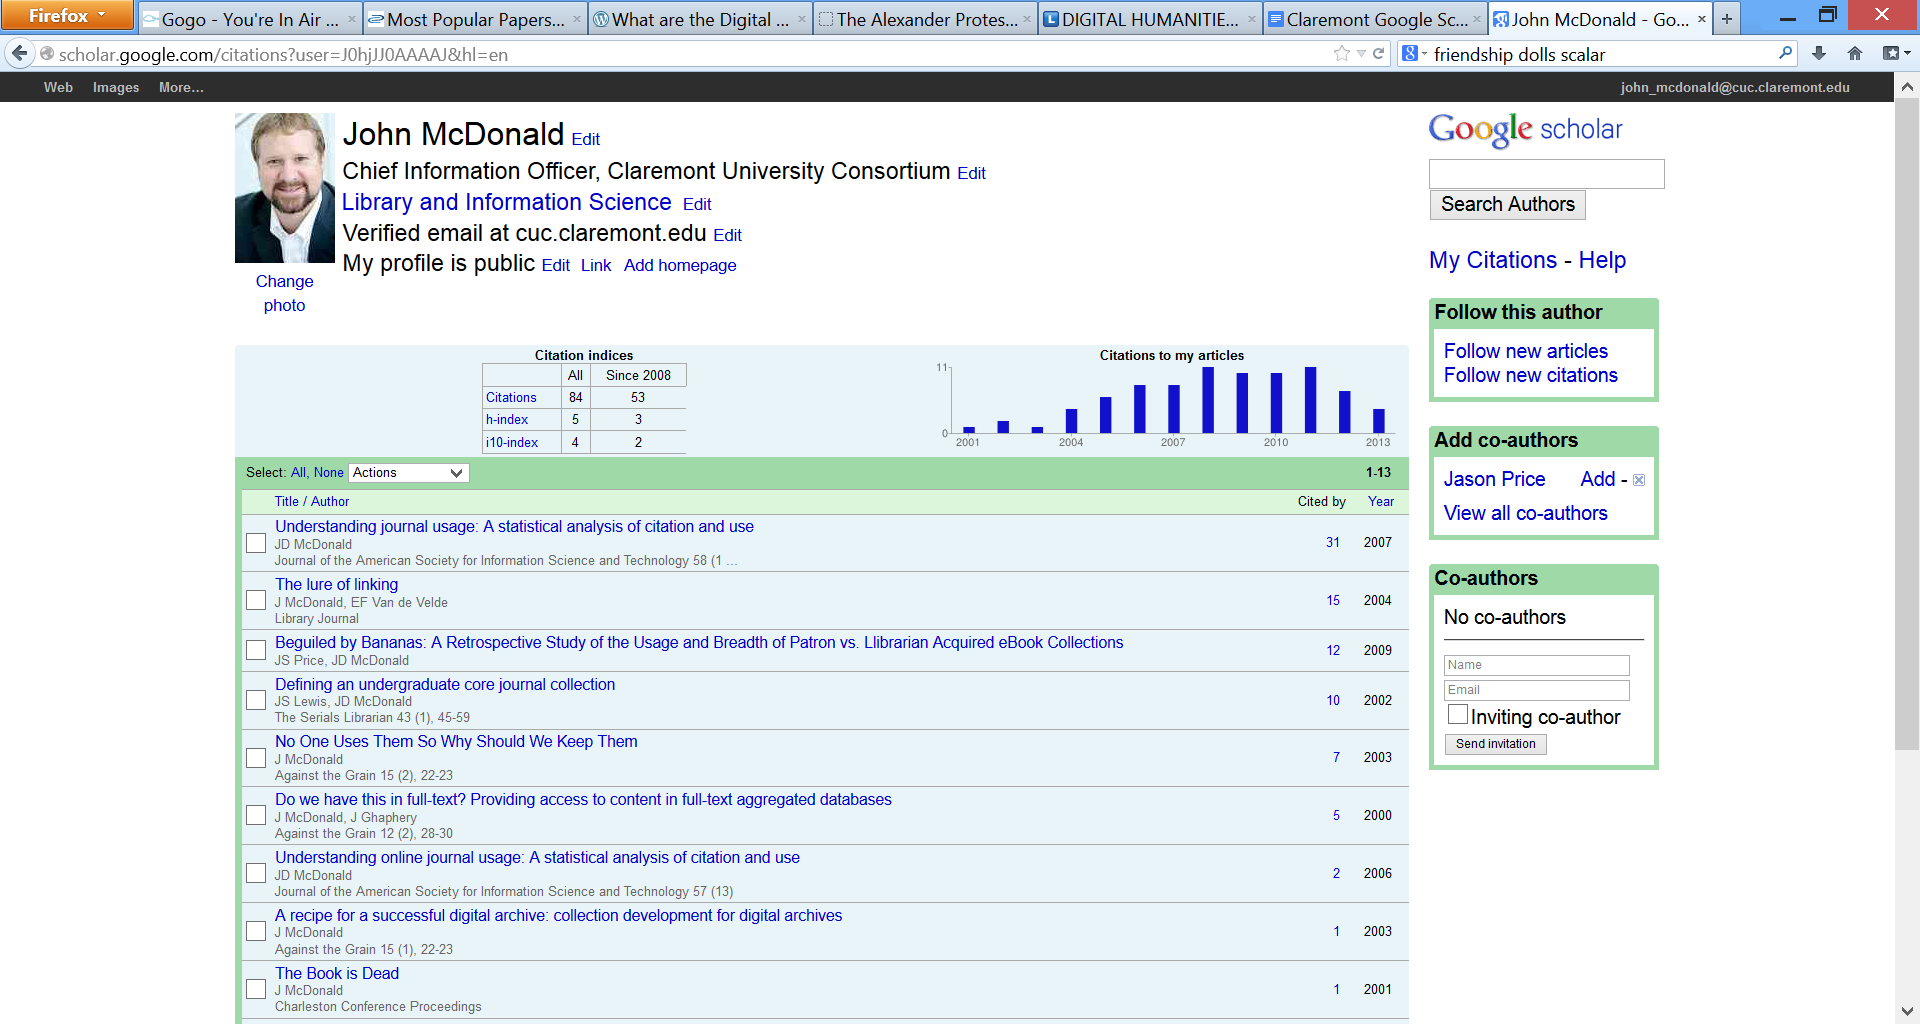 Firefox
Gogo - You're In Air ...
Most Popular Papers...
What are the Digital ...
The Alexander Protes...
DIGITAL HUMANITIE...
Claremont Google Sc...
John McDonald - Go...
scholar.google.com/citations?user=J0hjJJ0AAAAJ&hl=en
friendship dolls scalar
Web Images More...
john_mcdonald@cuc.claremont.edu
John McDonald Edit
Chief Information Officer, Claremont University Consortium Edit
Library and Information Science Edit
Verified email at cuc.claremont.edu Edit
My profile is public Edit Link Add homepage
Change
photo
Google scholar
Search Authors
My Citations - Help
Follow this author
Follow new articles
Follow new citations
Add co-authors
Jason Price Add -
View all co-authors
Co-authors
No co-authors
Name
Email
Inviting co-author
Send invitation
Citation indices
All Since 2008
Citations 84 53
h-index 5 3
i10-index 4 2
Citations to my articles
11
0
2001 2004 2007 2010 2013
Select: All, None Actions 1-13
Title / Author Cited by Year
Understanding journal usage: A statistical analysis of citation and use
JD McDonald 31 2007
Journal of the American Society for Information Science and Technology 58 (1 ...
The lure of linking
J McDonald, EF Van de Velde 15 2004
Library Journal
Beguiled by Bananas: A Retrospective Study of the Usage and Breadth of Patron vs. Llibrarian Acquired eBook Collections
JS Price, JD McDonald 12 2009
Defining an undergraduate core journal collection
JS Lewis, JD McDonald 10 2002
The Serials Librarian 43 (1), 45-59
No One Uses Them So Why Should We Keep Them
J McDonald 7 2003
Against the Grain 15 (2), 22-23
Do we have this in full-text? Providing access to content in full-text aggregated databases
J McDonald, J Ghaphery 5 2000
Against the Grain 12 (2), 28-30
Understanding online journal usage: A statistical analysis of citation and use
JD McDonald 2 2006
Journal of the American Society for Information Science and Technology 57 (13)
A recipe for a successful digital archive: collection development for digital archives
J McDonald 1 2003
Against the Grain 15 (1), 22-23
The Book is Dead
J McDonald 1 2001
Charleston Conference Proceedings